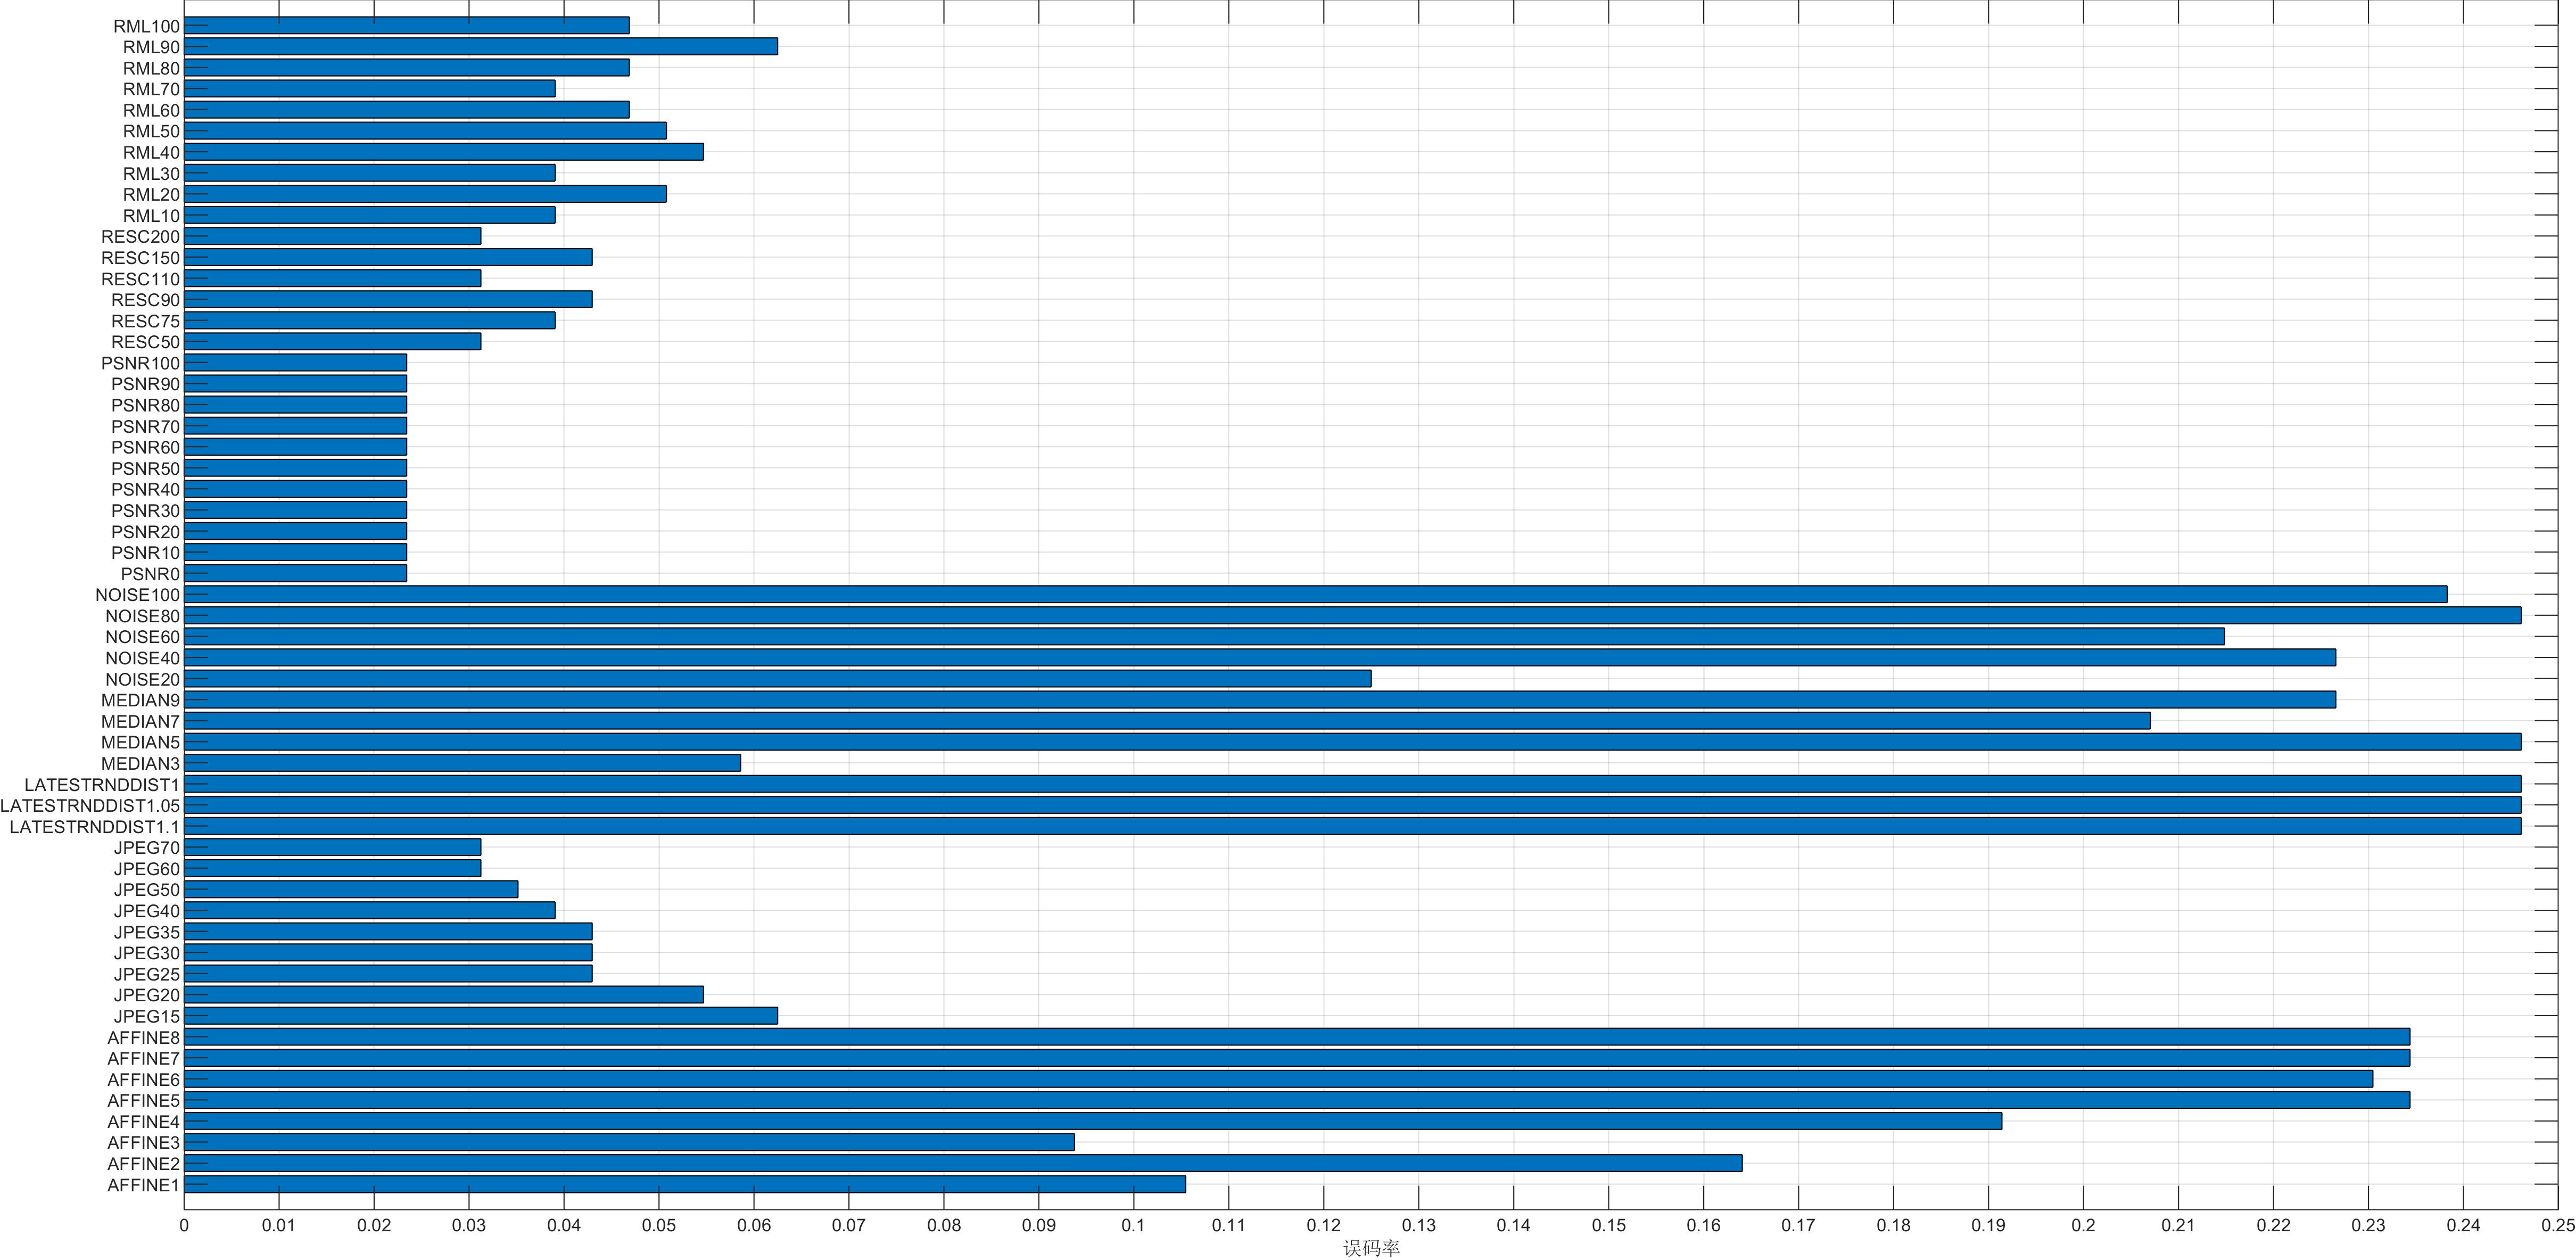 RML100
RML90
RML80
RML70
RML60
RML50
RML40
RML30
RML20
RML10
RESC200
RESC150
RESC110
RESC90
RESC75
RESC50
PSNR100
PSNR90
PSNR80
PSNR70
PSNR60
PSNR50
PSNR40
PSNR30
PSNR20
PSNR10
PSNR0
NOISE100
NOISE80
NOISE60
NOISE40
NOISE20
MEDIAN9
MEDIAN7
MEDIAN5
MEDIAN3
LATESTRNDDIST1
LATESTRNDDIST1.05
LATESTRNDDIST1.1
JPEG70
JPEG60
JPEG50
JPEG40
JPEG35
JPEG30
JPEG25
JPEG20
JPEG15
AFFINE8
AFFINE7
AFFINE6
AFFINE5
AFFINE4
AFFINE3
AFFINE2
AFFINE1
0 0.01 0.02 0.03 0.04 0.05 0.06 0.07 0.08 0.09 0.1 0.11 0.12 0.13 0.14 0.15 0.16 0.17 0.18 0.19 0.2 0.21 0.22 0.23 0.24 0.25
误码率